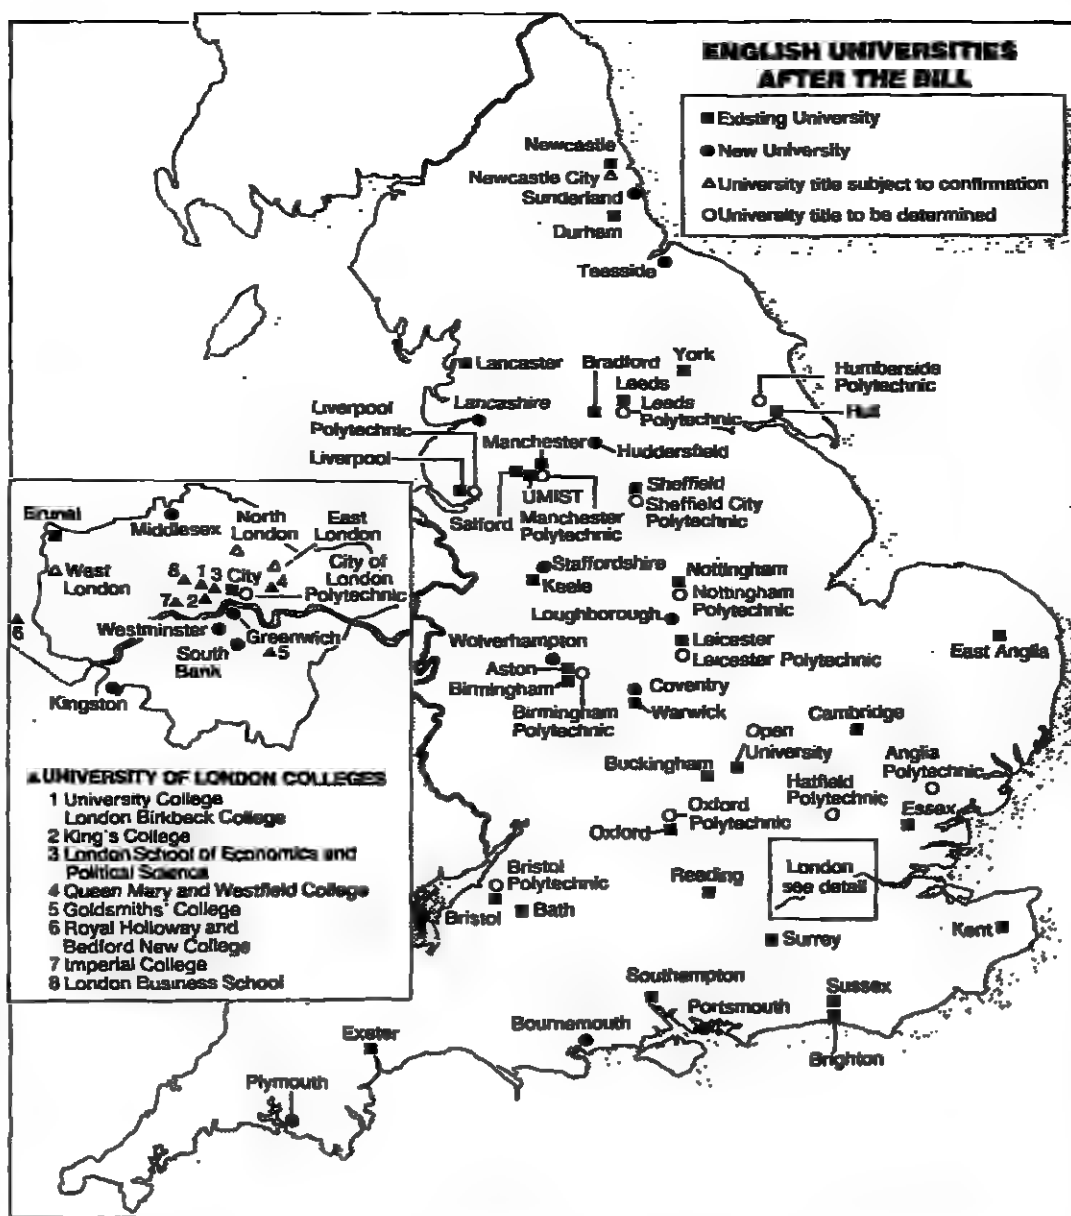 ENGLISH UNIVERSITIES
AFTER THE BILL
Existing University
New University
University title subject to confirmation
University title to be determined
Newcastle
Newcastle City
Sunderland
Durham
Teesside
Lancaster
Bradford
York
Humberside
Polytechnic
Leeds
Leeds
Polytechnic
Hull
Lancashire
Liverpool
Polytechnic
Liverpool
Manchester
Huddersfield
Salford
UMIST
Manchester
Polytechnic
Sheffield
Sheffield City
Polytechnic
Staffordshire
Keele
Nottingham
Nottingham
Polytechnic
Loughborough
Leicester
Leicester Polytechnic
Wolverhampton
Aston
Birmingham
Birmingham
Polytechnic
Coventry
Warwick
East Anglia
Cambridge
Open
University
Buckingham
Anglia
Polytechnic
Hatfield
Polytechnic
Essex
Oxford
Polytechnic
Oxford
London
see detail
Bristol
Polytechnic
Bristol
Bath
Reading
Kent
Surrey
Southampton
Portsmouth
Sussex
Brighton
Bournemouth
Exeter
Plymouth
Brunel
Middlesex
North
London
East
London
West
London
8
1
3
City
4
City of
London
Polytechnic
7
2
6
Westminster
Greenwich
South
Bank
5
Kingston
UNIVERSITY OF LONDON COLLEGES
1 University College
London Birkbeck College
2 King's College
3 London School of Economics and
Political Science
4 Queen Mary and Westfield College
5 Goldsmiths' College
6 Royal Holloway and
Bedford New College
7 Imperial College
8 London Business School